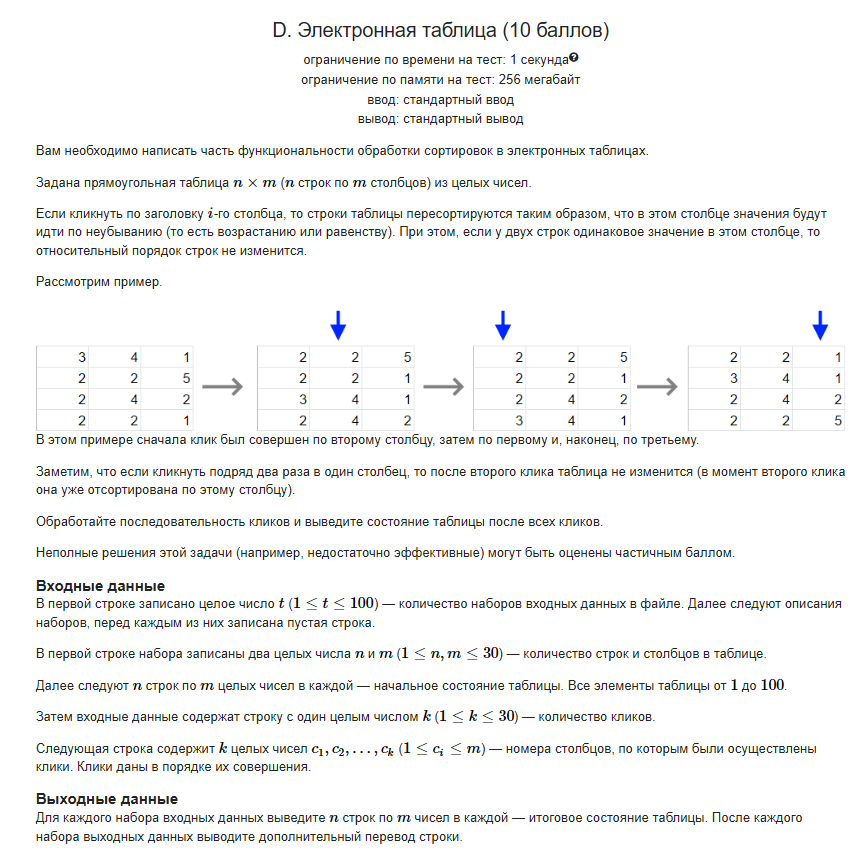 D. Электронная таблица (10 баллов)
ограничение по времени на тест: 1 секунда?
ограничение по памяти на тест: 256 мегабайт
ввод: стандартный ввод
вывод: стандартный вывод
Вам необходимо написать часть функциональности обработки сортировок в электронных таблицах.
Задана прямоугольная таблица n × m (n строк по m столбцов) из целых чисел.
Если кликнуть по заголовку i-го столбца, то строки таблицы пересортируются таким образом, что в этом столбце значения будут
идти по неубыванию (то есть возрастанию или равенству). При этом, если у двух строк одинаковое значение в этом столбце, то
относительный порядок строк не изменится.
Рассмотрим пример.
3 4 1 2 2 5 2 2 5 2 2 1
2 2 5 2 2 1 2 2 1 3 4 1
2 4 2 3 4 1 2 4 2 2 4 2
2 2 1 2 4 2 3 4 1 2 2 5
В этом примере сначала клик был совершен по второму столбцу, затем по первому и, наконец, по третьему.
Заметим, что если кликнуть подряд два раза в один столбец, то после второго клика таблица не изменится (в момент второго клика
она уже отсортирована по этому столбцу).
Обработайте последовательность кликов и выведите состояние таблицы после всех кликов.
Неполные решения этой задачи (например, недостаточно эффективные) могут быть оценены частичным баллом.
Входные данные
В первой строке записано целое число t (1 ≤ t ≤ 100) — количество наборов входных данных в файле. Далее следуют описания
наборов, перед каждым из них записана пустая строка.
В первой строке набора записаны два целых числа n и m (1 ≤ n, m ≤ 30) — количество строк и столбцов в таблице.
Далее следуют n строк по m целых чисел в каждой — начальное состояние таблицы. Все элементы таблицы от 1 до 100.
Затем входные данные содержат строку с один целым числом k (1 ≤ k ≤ 30) — количество кликов.
Следующая строка содержит k целых чисел c₁, c₂, . . . , cₖ (1 ≤ cᵢ ≤ m) — номера столбцов, по которым были осуществлены
клики. Клики даны в порядке их совершения.
Выходные данные
Для каждого набора входных данных выведите n строк по m чисел в каждой — итоговое состояние таблицы. После каждого
набора выходных данных выводите дополнительный перевод строки.